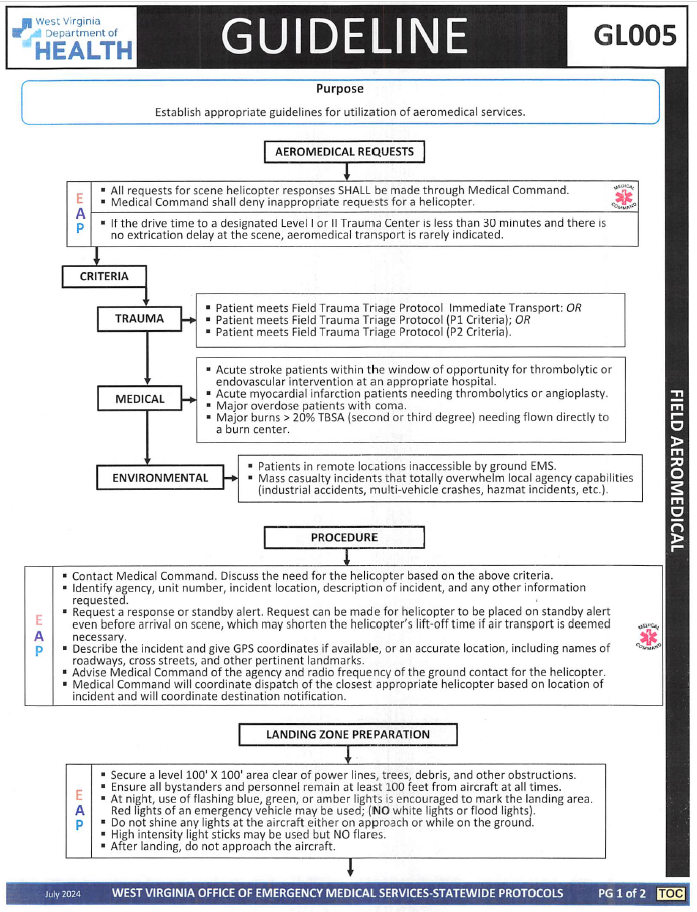 West Virginia
Department of
HEALTH
GUIDELINE
GL005
Purpose
Establish appropriate guidelines for utilization of aeromedical services.
AEROMEDICAL REQUESTS
E
A
P
▪ All requests for scene helicopter responses SHALL be made through Medical Command.
▪ Medical Command shall deny inappropriate requests for a helicopter.
MEDICAL
COMMAND
▪ If the drive time to a designated Level I or II Trauma Center is less than 30 minutes and there is
no extrication delay at the scene, aeromedical transport is rarely indicated.
CRITERIA
TRAUMA
▪ Patient meets Field Trauma Triage Protocol Immediate Transport: OR
▪ Patient meets Field Trauma Triage Protocol (P1 Criteria); OR
▪ Patient meets Field Trauma Triage Protocol (P2 Criteria).
MEDICAL
▪ Acute stroke patients within the window of opportunity for thrombolytic or
endovascular intervention at an appropriate hospital.
▪ Acute myocardial infarction patients needing thrombolytics or angioplasty.
▪ Major overdose patients with coma.
▪ Major burns > 20% TBSA (second or third degree) needing flown directly to
a burn center.
ENVIRONMENTAL
▪ Patients in remote locations inaccessible by ground EMS.
▪ Mass casualty incidents that totally overwhelm local agency capabilities
(industrial accidents, multi-vehicle crashes, hazmat incidents, etc.).
FIELD AEROMEDICAL
PROCEDURE
E
A
P
▪ Contact Medical Command. Discuss the need for the helicopter based on the above criteria.
▪ Identify agency, unit number, incident location, description of incident, and any other information
requested.
▪ Request a response or standby alert. Request can be made for helicopter to be placed on standby alert
even before arrival on scene, which may shorten the helicopter's lift-off time if air transport is deemed
necessary.
▪ Describe the incident and give GPS coordinates if available, or an accurate location, including names of
roadways, cross streets, and other pertinent landmarks.
▪ Advise Medical Command of the agency and radio frequency of the ground contact for the helicopter.
▪ Medical Command will coordinate dispatch of the closest appropriate helicopter based on location of
incident and will coordinate destination notification.
MEDICAL
COMMAND
LANDING ZONE PREPARATION
E
A
P
▪ Secure a level 100' X 100' area clear of power lines, trees, debris, and other obstructions.
▪ Ensure all bystanders and personnel remain at least 100 feet from aircraft at all times.
▪ At night, use of flashing blue, green, or amber lights is encouraged to mark the landing area.
Red lights of an emergency vehicle may be used; (NO white lights or flood lights).
▪ Do not shine any lights at the aircraft either on approach or while on the ground.
▪ High intensity light sticks may be used but NO flares.
▪ After landing, do not approach the aircraft.
July 2024
WEST VIRGINIA OFFICE OF EMERGENCY MEDICAL SERVICES-STATEWIDE PROTOCOLS
PG 1 of 2
TOC